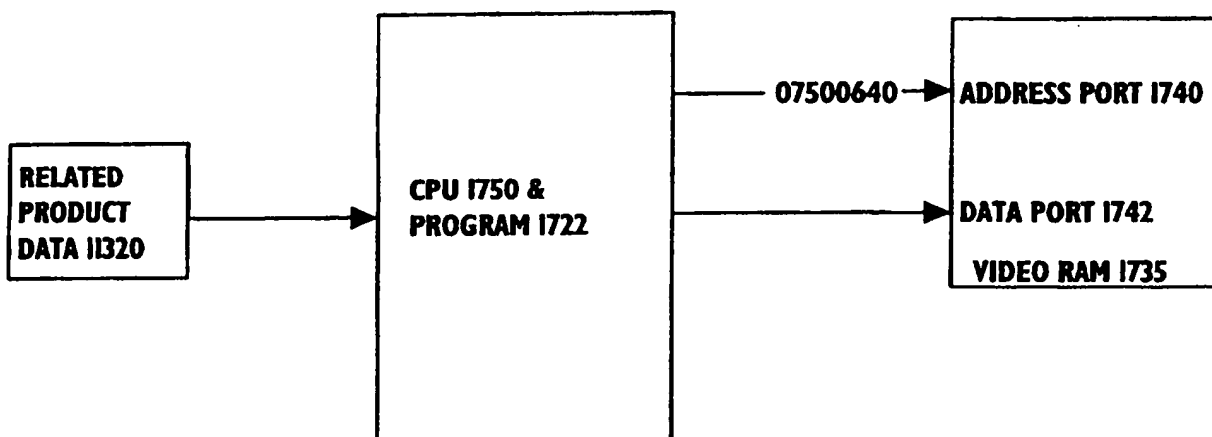 RELATED
PRODUCT
DATA 11320
CPU 1750 &
PROGRAM 1722
07500640
ADDRESS PORT 1740
DATA PORT 1742
VIDEO RAM 1735